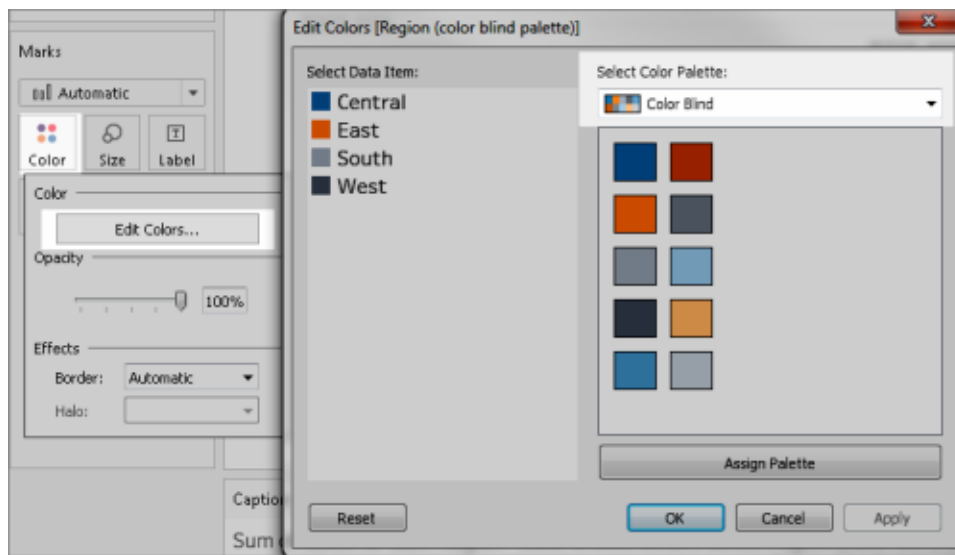 Marks
Automatic
Color
Size
Label
Color
Edit Colors...
Opacity
100%
Effects
Border:
Automatic
Halo:
Caption
Sum
Edit Colors [Region (color blind palette)]
Select Data Item:
Central
East
South
West
Select Color Palette:
Color Blind
Assign Palette
Reset
OK
Cancel
Apply